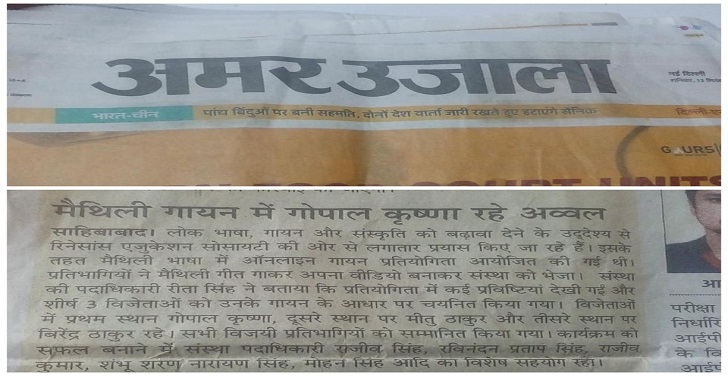 अमर उजाला
नई दिल्ली
शनिवार, 12
भारत-चीन
पांच बिंदुओं पर बनी सहमति, दोनों देश वार्ता जारी रखते हुए हटाएंगे सैनिक
दिल्ली-ए
GAURS
मैथिली गायन में गोपाल कृष्णा रहे अव्वल
साहिबाबाद। लोक भाषा, गायन और संस्कृति को बढ़ावा देने के उद्देश्य से
रिनेसांस एजुकेशन सोसायटी की ओर से लगातार प्रयास किए जा रहे हैं। इसके
तहत मैथिली भाषा में ऑनलाइन गायन प्रतियोगिता आयोजित की गई थी।
प्रतिभागियों ने मैथिली गीत गाकर अपना वीडियो बनाकर संस्था को भेजा। संस्था
की पदाधिकारी रीता सिंह ने बताया कि प्रतियोगिता में कई प्रविष्टियां देखी गईं और
शीर्ष 3 विजेताओं को उनके गायन के आधार पर चयनित किया गया। विजेताओं
में प्रथम स्थान गोपाल कृष्णा, दूसरे स्थान पर मीतु ठाकुर और तीसरे स्थान पर
बिरेंद्र ठाकुर रहे। सभी विजयी प्रतिभागियों को सम्मानित किया गया। कार्यक्रम को
सफल बनाने में संस्था पदाधिकारी राजीव सिंह, रविनंदन प्रताप सिंह, राजीव
कुमार, शंभू शरण नारायण सिंह, मोहन सिंह आदि का विशेष सहयोग रहा।
आ
परीक्षा
निर्धारि
आईपी
के वि
आई